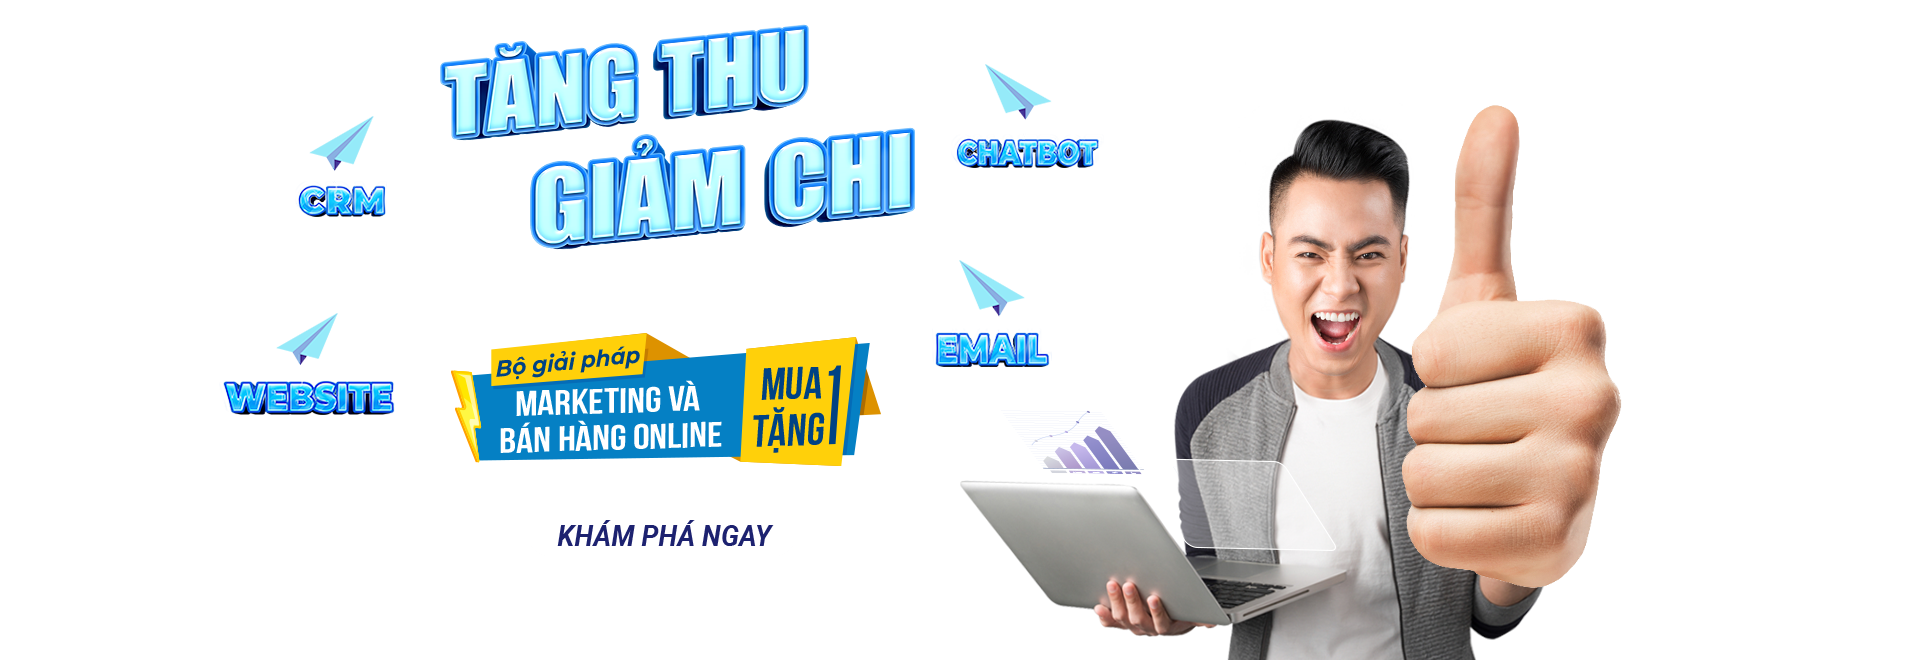 TĂNG THU
GIẢM CHI
CRM
CHATBOT
WEBSITE
EMAIL
Bộ giải pháp
MARKETING VÀ
BÁN HÀNG ONLINE
MUA 1
TẶNG 1
KHÁM PHÁ NGAY